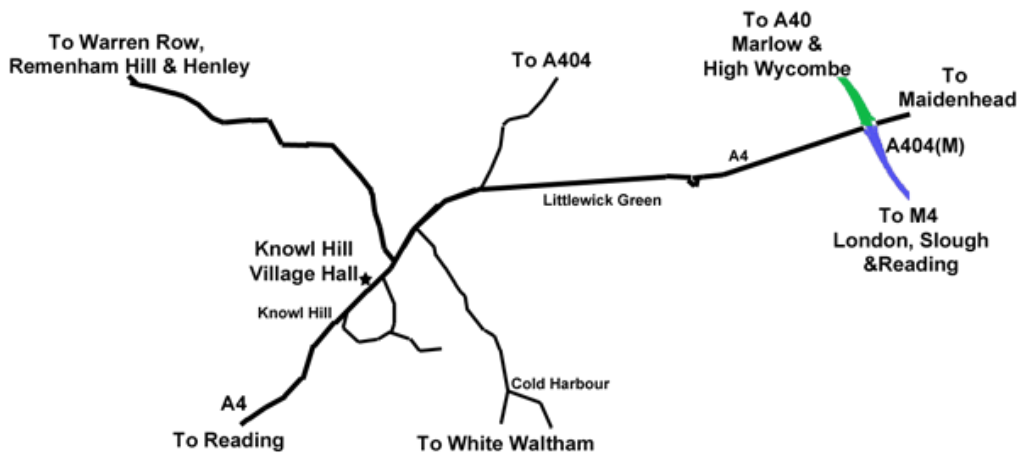 To Warren Row,
Remenham Hill & Henley
To A404
To A40
Marlow &
High Wycombe
To
Maidenhead
A404(M)
A4
Littlewick Green
To M4
London, Slough
&Reading
Knowl Hill
Village Hall
Knowl Hill
A4
To Reading
Cold Harbour
To White Waltham